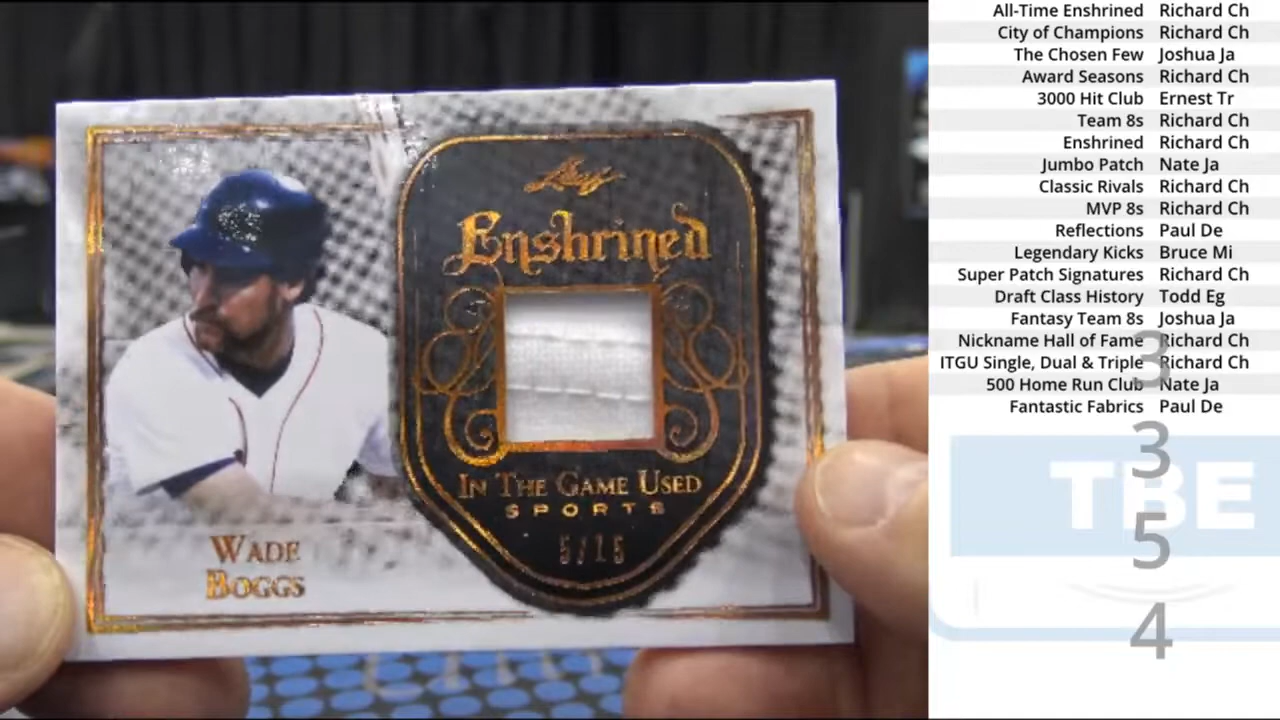 Leaf
Enshrined
IN THE GAME USED
SPORTS
5/15
WADE
BOGGS
All-Time Enshrined Richard Ch
City of Champions Richard Ch
The Chosen Few Joshua Ja
Award Seasons Richard Ch
3000 Hit Club Ernest Tr
Team 8s Richard Ch
Enshrined Richard Ch
Jumbo Patch Nate Ja
Classic Rivals Richard Ch
MVP 8s Richard Ch
Reflections Paul De
Legendary Kicks Bruce Mi
Super Patch Signatures Richard Ch
Draft Class History Todd Eg
Fantasy Team 8s Joshua Ja
Nickname Hall of Fame Richard Ch
ITGU Single, Dual & Triple Richard Ch
500 Home Run Club Nate Ja
Fantastic Fabrics Paul De
3
3
5
4
TBE